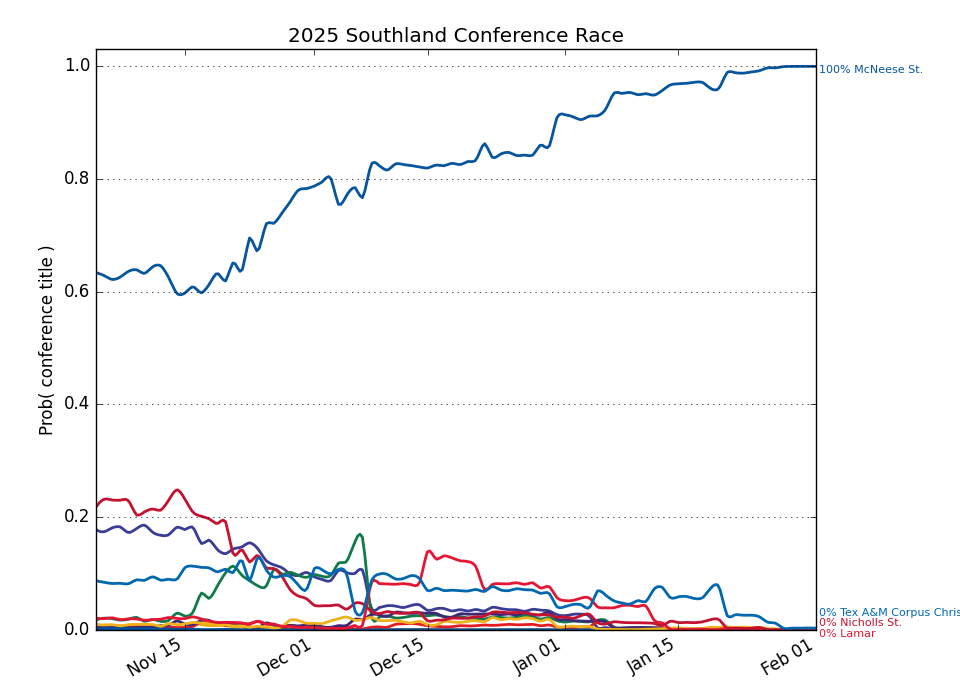 2025 Southland Conference Race
Prob( conference title )
1.0
0.8
0.6
0.4
0.2
0.0
Nov 15
Dec 01
Dec 15
Jan 01
Jan 15
Feb 01
100% McNeese St.
0% Tex A&M Corpus Chris
0% Nicholls St.
0% Lamar